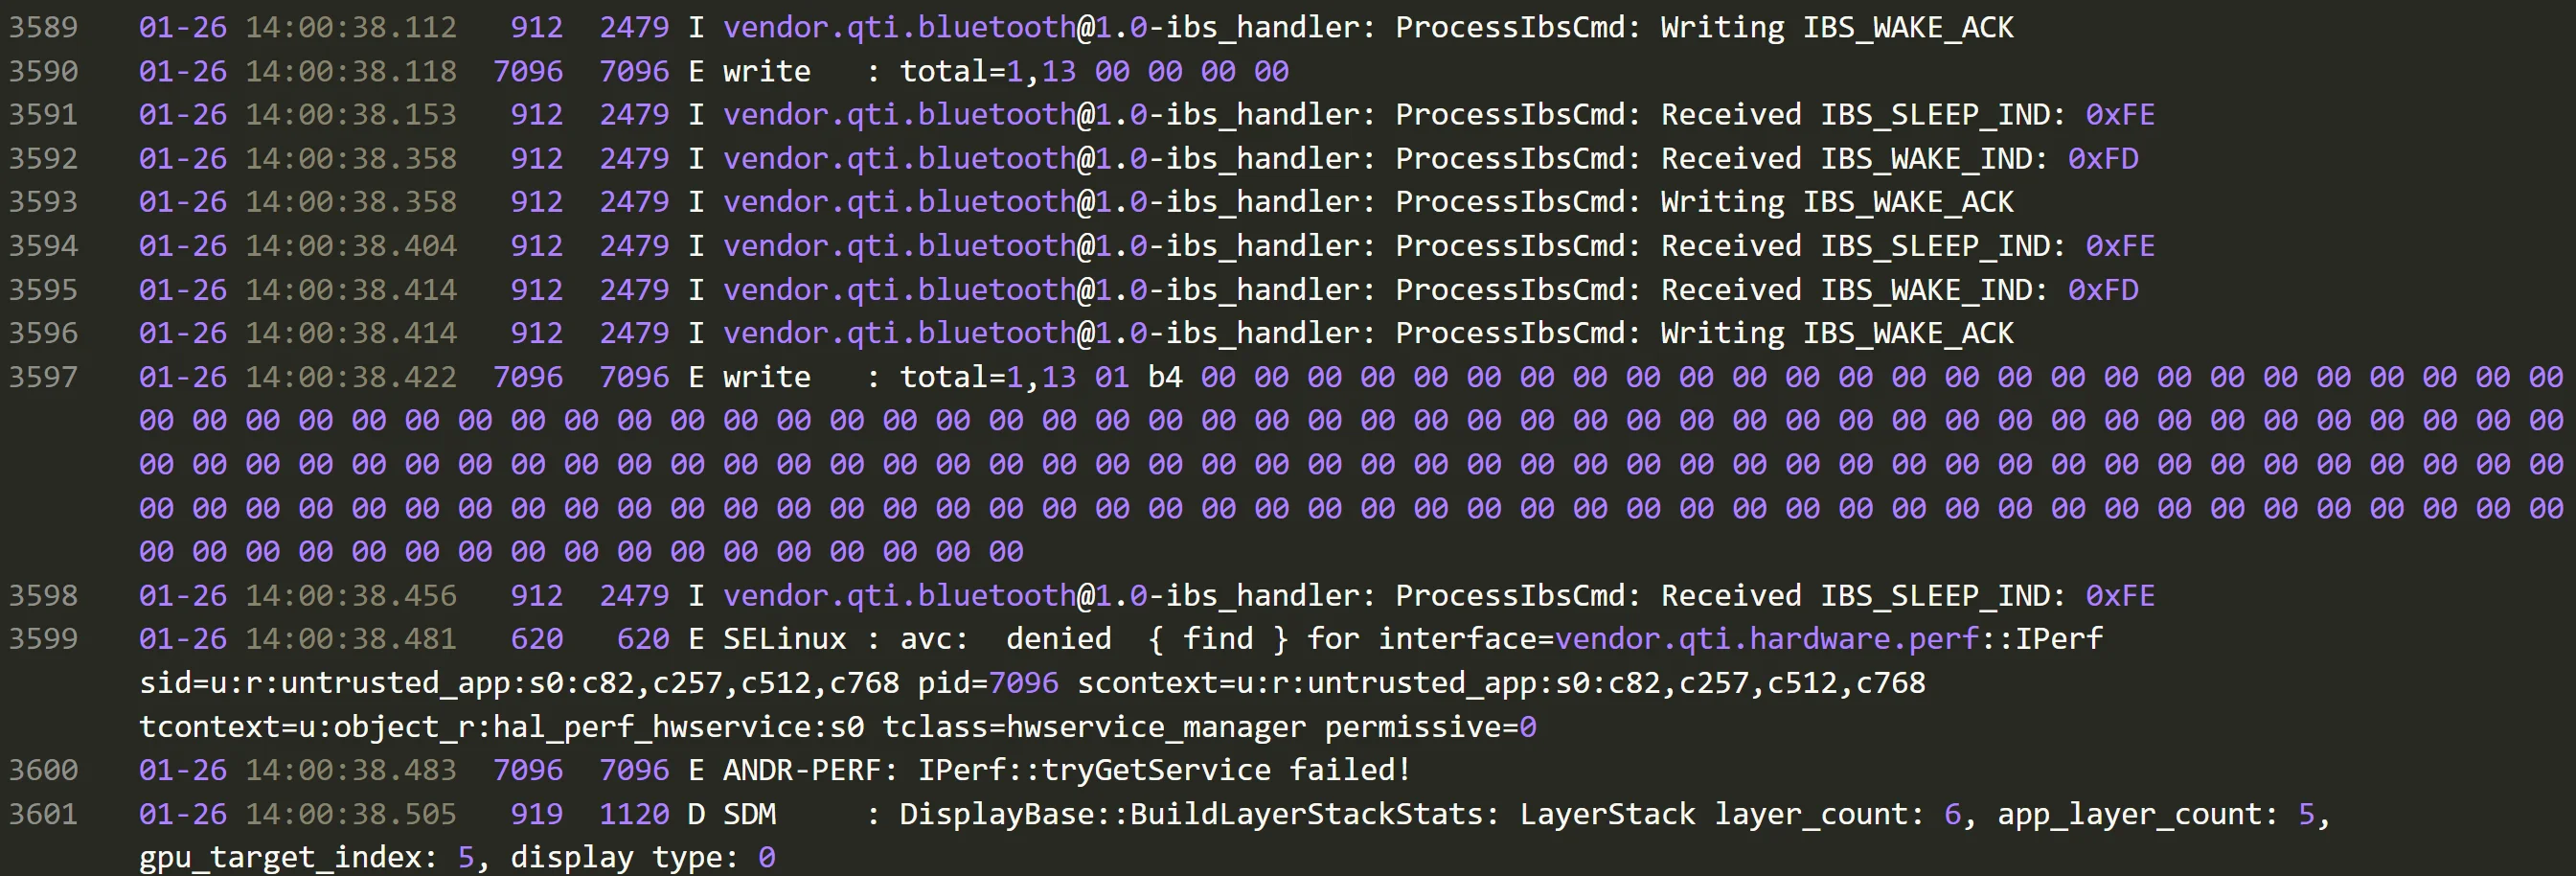 3589 01-26 14:00:38.112 912 2479 I vendor.qti.bluetooth@1.0-ibs_handler: ProcessIbsCmd: Writing IBS_WAKE_ACK
3590 01-26 14:00:38.118 7096 7096 E write : total=1,13 00 00 00 00
3591 01-26 14:00:38.153 912 2479 I vendor.qti.bluetooth@1.0-ibs_handler: ProcessIbsCmd: Received IBS_SLEEP_IND: 0xFE
3592 01-26 14:00:38.358 912 2479 I vendor.qti.bluetooth@1.0-ibs_handler: ProcessIbsCmd: Received IBS_WAKE_IND: 0xFD
3593 01-26 14:00:38.358 912 2479 I vendor.qti.bluetooth@1.0-ibs_handler: ProcessIbsCmd: Writing IBS_WAKE_ACK
3594 01-26 14:00:38.404 912 2479 I vendor.qti.bluetooth@1.0-ibs_handler: ProcessIbsCmd: Received IBS_SLEEP_IND: 0xFE
3595 01-26 14:00:38.414 912 2479 I vendor.qti.bluetooth@1.0-ibs_handler: ProcessIbsCmd: Received IBS_WAKE_IND: 0xFD
3596 01-26 14:00:38.414 912 2479 I vendor.qti.bluetooth@1.0-ibs_handler: ProcessIbsCmd: Writing IBS_WAKE_ACK
3597 01-26 14:00:38.422 7096 7096 E write : total=1,13 01 b4 00 00 00 00 00 00 00 00 00 00 00 00 00 00 00 00 00 00 00 00 00 00 00 00 00 00
00 00 00 00 00 00 00 00 00 00 00 00 00 00 00 00 00 00 00 00 00 00 00 00 00 00 00 00 00 00 00 00 00 00 00 00 00 00 00 00 00 00 00 00 00 00
00 00 00 00 00 00 00 00 00 00 00 00 00 00 00 00 00 00 00 00 00 00 00 00 00 00 00 00 00 00 00 00 00 00 00 00 00 00 00 00 00 00 00 00 00 00
00 00 00 00 00 00 00 00 00 00 00 00 00 00 00 00 00 00 00 00 00 00 00 00 00 00 00 00 00 00 00 00 00 00 00 00 00 00 00 00 00 00 00 00 00 00
00 00 00 00 00 00 00 00 00 00 00 00 00 00 00 00 00
3598 01-26 14:00:38.456 912 2479 I vendor.qti.bluetooth@1.0-ibs_handler: ProcessIbsCmd: Received IBS_SLEEP_IND: 0xFE
3599 01-26 14:00:38.481 620 620 E SELinux : avc: denied { find } for interface=vendor.qti.hardware.perf::IPerf
sid=u:r:untrusted_app:s0:c82,c257,c512,c768 pid=7096 scontext=u:r:untrusted_app:s0:c82,c257,c512,c768
tcontext=u:object_r:hal_perf_hwservice:s0 tclass=hwservice_manager permissive=0
3600 01-26 14:00:38.483 7096 7096 E ANDR-PERF: IPerf::tryGetService failed!
3601 01-26 14:00:38.505 919 1120 D SDM : DisplayBase::BuildLayerStackStats: LayerStack layer_count: 6, app_layer_count: 5,
gpu_target_index: 5, display type: 0